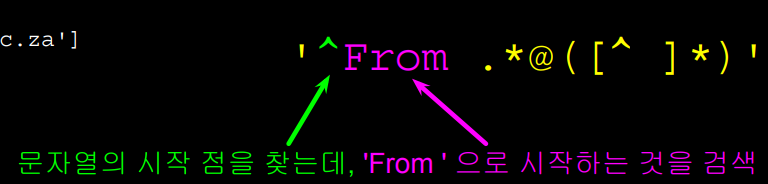 c.za']
'^From .*@([^ ]*)'
문자열의 시작 점을 찾는데, 'From ' 으로 시작하는 것을 검색